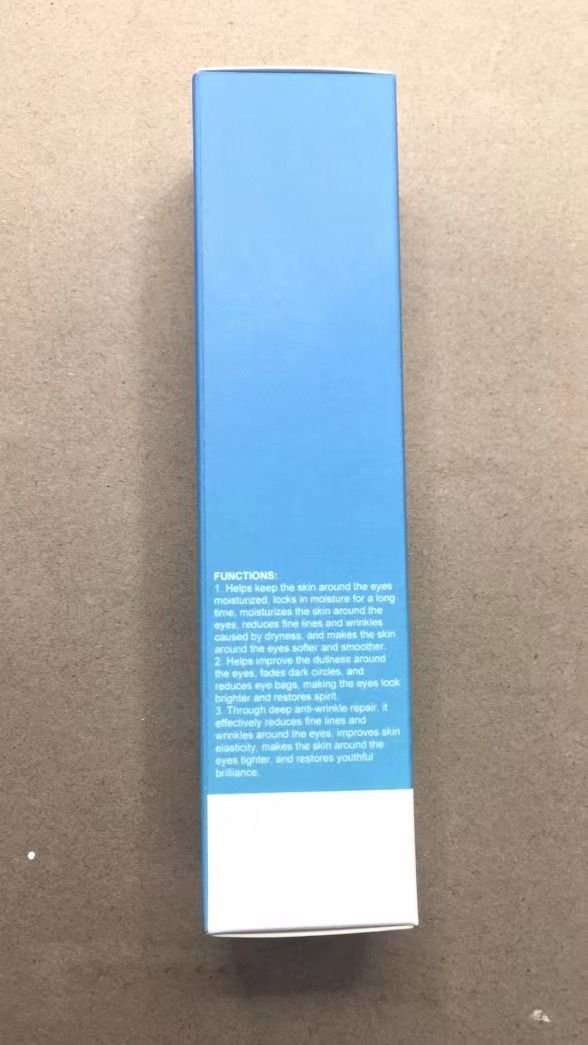 FUNCTIONS:
1. Helps keep the skin around the eyes
moisturized, locks in moisture for a long
time, moisturizes the skin around the
eyes, reduces fine lines and wrinkles
caused by dryness, and makes the skin
around the eyes softer and smoother.
2. Helps improve the dullness around
the eyes, fades dark circles, and
reduces eye bags, making the eyes look
brighter and restores spirit.
3. Through deep anti-wrinkle repair, it
effectively reduces fine lines and
wrinkles around the eyes, improves skin
elasticity, makes the skin around the
eyes tighter, and restores youthful
brilliance.